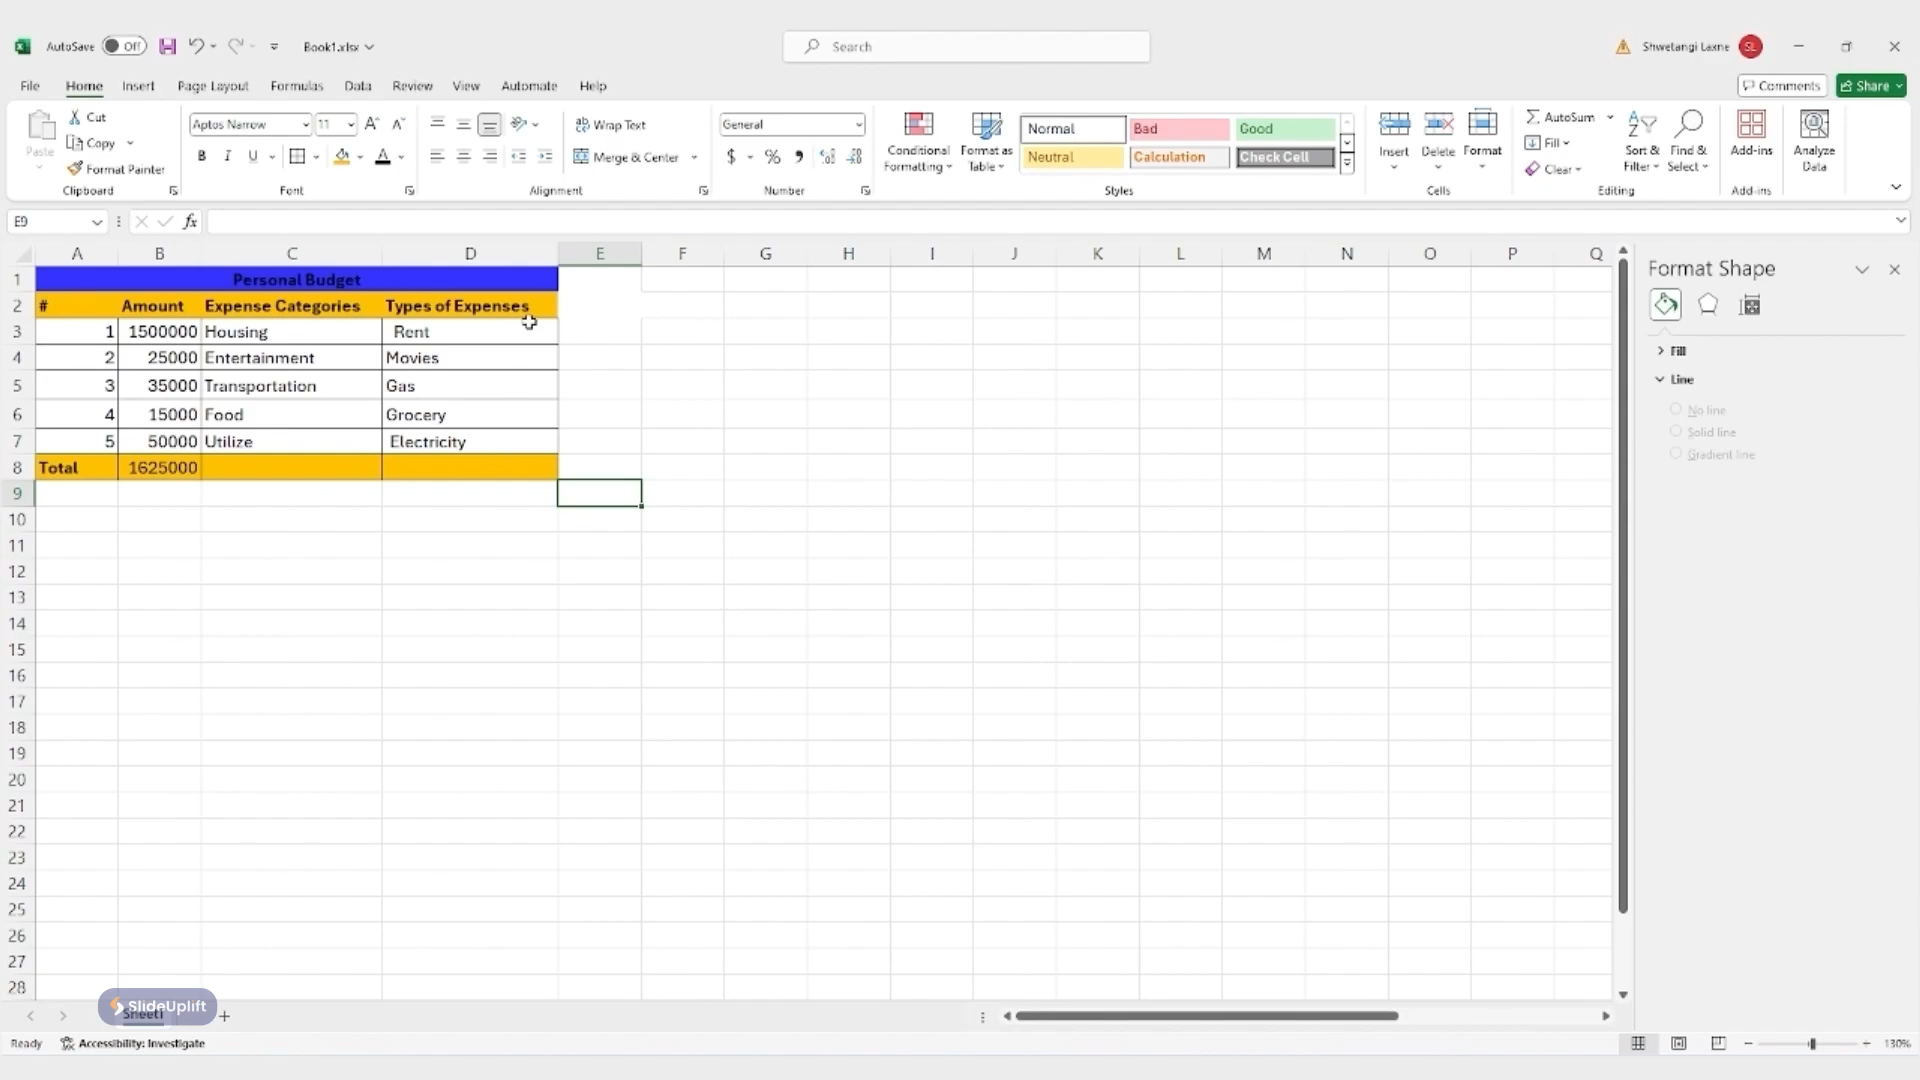 AutoSave Off Book1.xlsx Search Shwetangi Laxne SL
File Home Insert Page Layout Formulas Data Review View Automate Help Comments Share
Paste Cut Copy Format Painter Clipboard
Aptos Narrow 11 A A B I U A Font
Wrap Text Merge & Center Alignment
General $ % , Number
Conditional Formatting Format as Table Normal Bad Good Neutral Calculation Check Cell Styles
Insert Delete Format Cells
AutoSum Fill Clear Sort & Filter Find & Select Editing
Add-ins Add-ins
Analyze Data
E9 fx
A B C D E F G H I J K L M N O P Q
1 Personal Budget
2 # Amount Expense Categories Types of Expenses
3 1 1500000 Housing Rent
4 2 25000 Entertainment Movies
5 3 35000 Transportation Gas
6 4 15000 Food Grocery
7 5 50000 Utilize Electricity
8 Total 1625000
9
10
11
12
13
14
15
16
17
18
19
20
21
22
23
24
25
26
27
28
Format Shape
Fill
Line
No line
Solid line
Gradient line
SlideUplift
Sheet1
Ready Accessibility: Investigate 130%